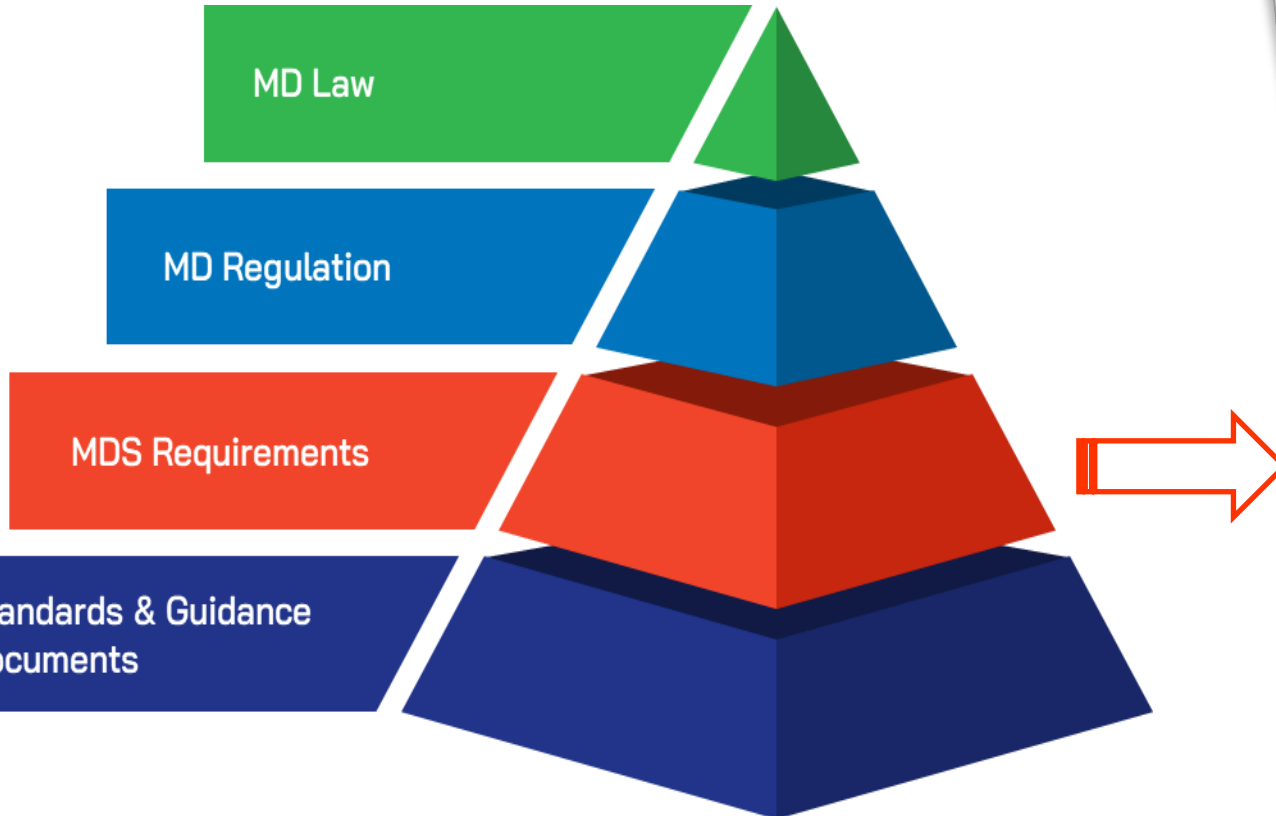 MD Law
MD Regulation
MDS Requirements
andards & Guidance
ocuments